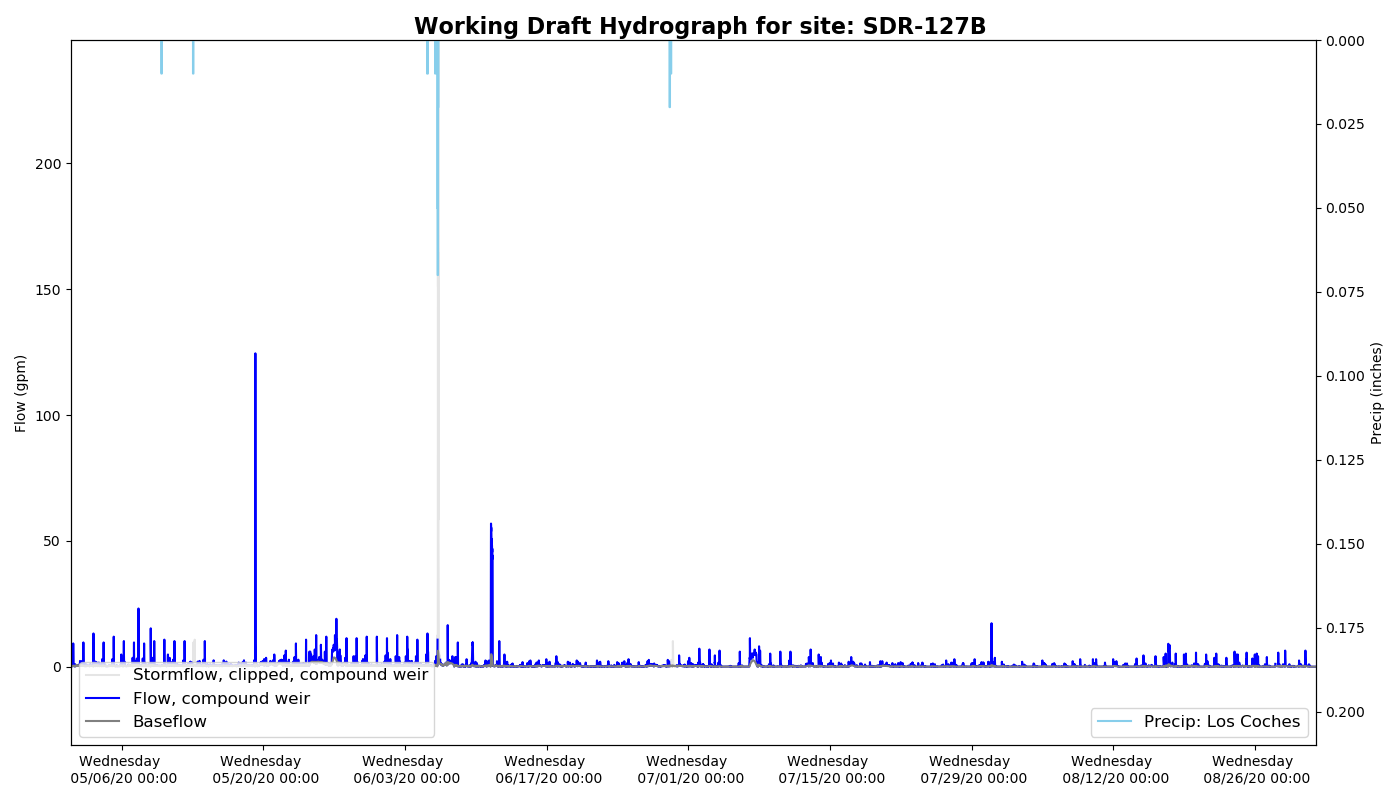 Working Draft Hydrograph for site: SDR-127B
0.000
0.025
200
0.050
150
0.075
Flow (gpm)
Precip (inches)
0.100
100
0.125
50
0.150
0.175
0
Stormflow, clipped, compound weir
Flow, compound weir
Baseflow
Precip: Los Coches
0.200
Wednesday
05/06/20 00:00
Wednesday
05/20/20 00:00
Wednesday
06/03/20 00:00
Wednesday
06/17/20 00:00
Wednesday
07/01/20 00:00
Wednesday
07/15/20 00:00
Wednesday
07/29/20 00:00
Wednesday
08/12/20 00:00
Wednesday
08/26/20 00:00